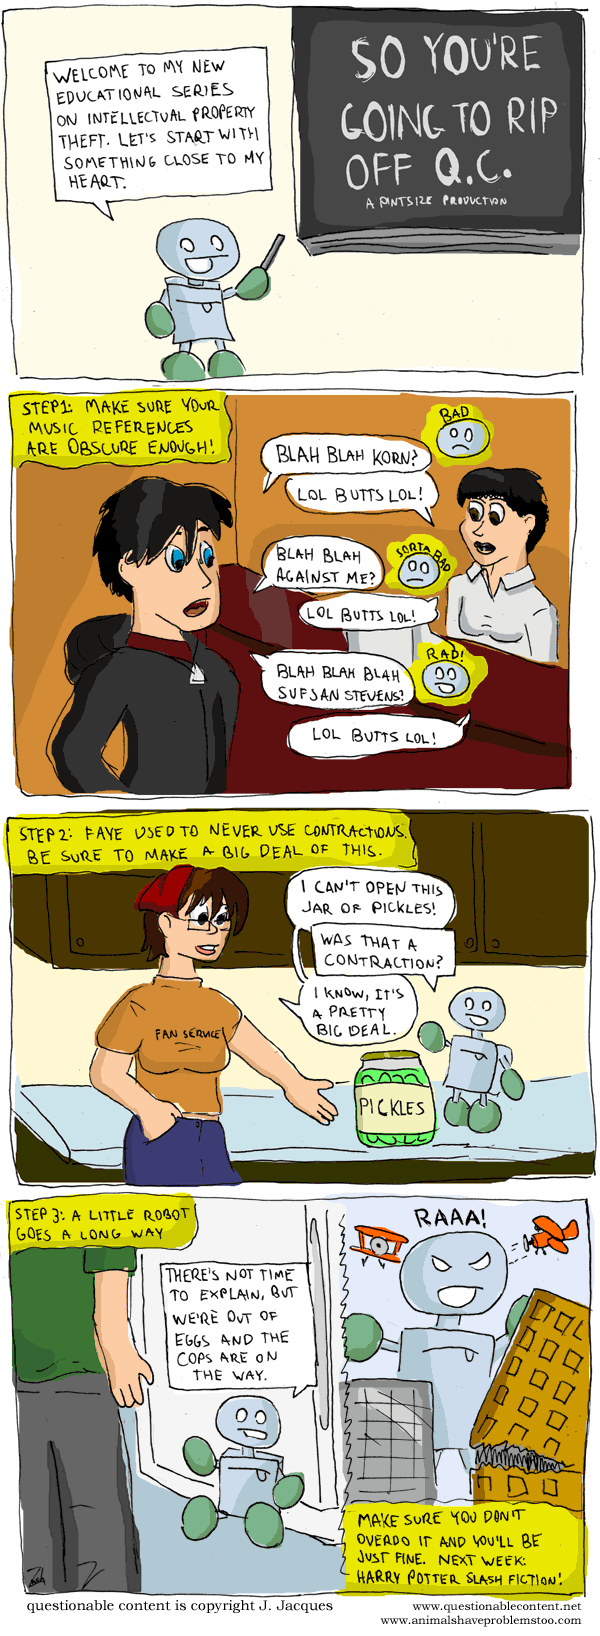 WELCOME TO MY NEW
EDUCATIONAL SERIES
ON INTELLECTUAL PROPERTY
THEFT. LET'S START WITH
SOMETHING CLOSE TO MY
HEART.
SO YOU'RE
GOING TO RIP
OFF Q.C.
A PINTSIZE PRODUCTION
STEP1: MAKE SURE YOUR
MUSIC REFERENCES
ARE OBSCURE ENOUGH!
BAD
BLAH BLAH KORN?
LOL BUTTS LOL!
SORTA BAD
BLAH BLAH
AGAINST ME?
LOL BUTTS LOL!
RAD!
BLAH BLAH BLAH
SUFJAN STEVENS?
LOL BUTTS LOL!
STEP2: FAYE USED TO NEVER USE CONTRACTIONS.
BE SURE TO MAKE A BIG DEAL OF THIS.
I CAN'T OPEN THIS
JAR OF PICKLES!
WAS THAT A
CONTRACTION?
I KNOW, IT'S
A PRETTY
BIG DEAL.
FAN SERVICE
PICKLES
STEP 3: A LITTLE ROBOT
GOES A LONG WAY
THERE'S NOT TIME
TO EXPLAIN, BUT
WE'RE OUT OF
EGGS AND THE
COPS ARE ON
THE WAY.
RAAA!
MAKE SURE YOU DON'T
OVERDO IT AND YOU'LL BE
JUST FINE. NEXT WEEK:
HARRY POTTER SLASH FICTION!
questionable content is copyright J. Jacques
www.questionablecontent.net
www.animalshaveproblemstoo.com